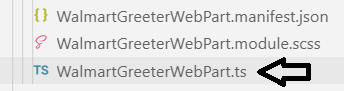 { } WalmartGreeterWebPart.manifest.json
WalmartGreeterWebPart.module.scss
TS WalmartGreeterWebPart.ts